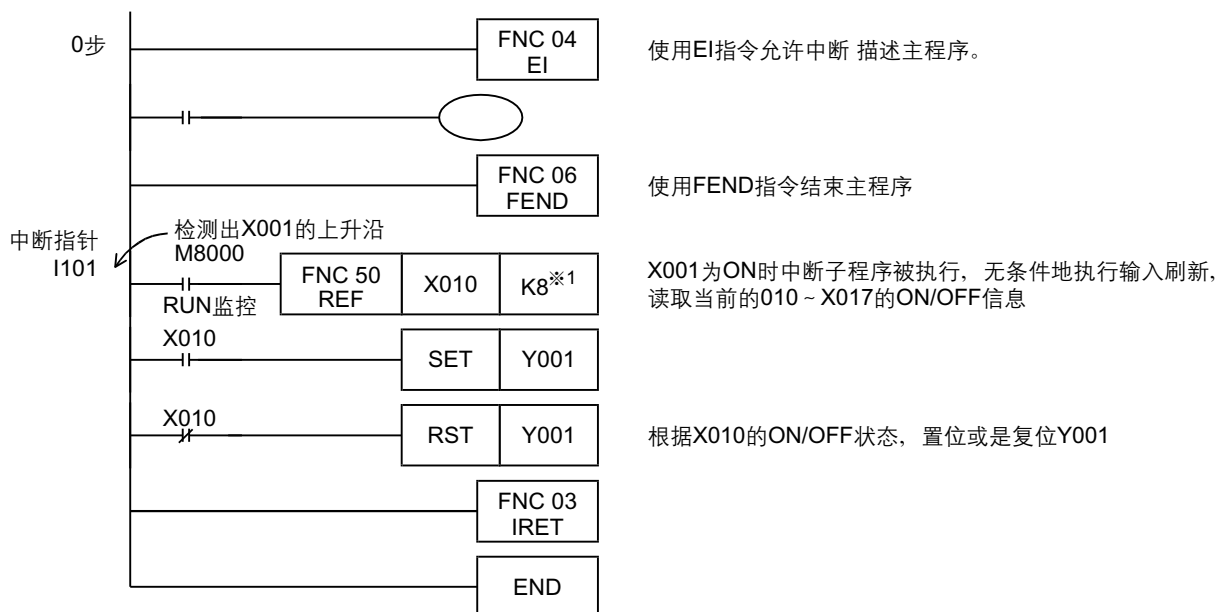 0步
FNC 04
EI
使用EI指令允许中断 描述主程序。
FNC 06
FEND
使用FEND指令结束主程序
中断指针
I101
检测出X001的上升沿
M8000
RUN监控
FNC 50
REF
X010
K8※1
X001为ON时中断子程序被执行，无条件地执行输入刷新，
读取当前的010～X017的ON/OFF信息
X010
SET
Y001
X010
RST
Y001
根据X010的ON/OFF状态，置位或是复位Y001
FNC 03
IRET
END